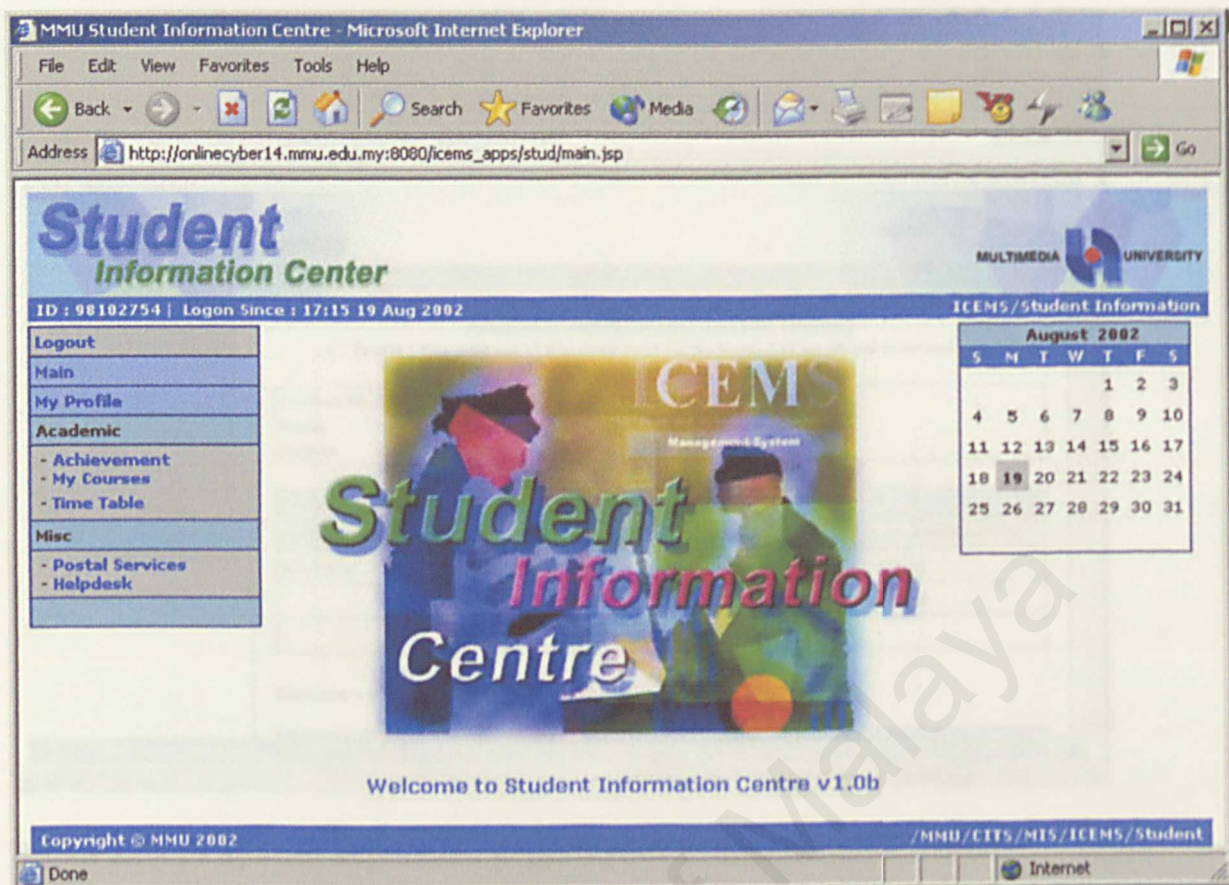 MMU Student Information Centre - Microsoft Internet Explorer
File Edit View Favorites Tools Help
Back Search Favorites Media
Address http://onlinecyber14.mmu.edu.my:8080/icems_apps/stud/main.jsp Go
Student
Information Center
MULTIMEDIA UNIVERSITY
ID : 98102754 | Logon Since : 17:15 19 Aug 2002
ICEMS/Student Information
Logout
Main
My Profile
Academic
- Achievement
- My Courses
- Time Table
Misc
- Postal Services
- Helpdesk
ICEMS
Management System
Student
Information
Centre
August 2002
S M T W T F S
1 2 3
4 5 6 7 8 9 10
11 12 13 14 15 16 17
18 19 20 21 22 23 24
25 26 27 28 29 30 31
Welcome to Student Information Centre v1.0b
Copyright © MMU 2002
/MMU/CITS/MIS/ICEMS/Student
Done
Internet
of Malaya